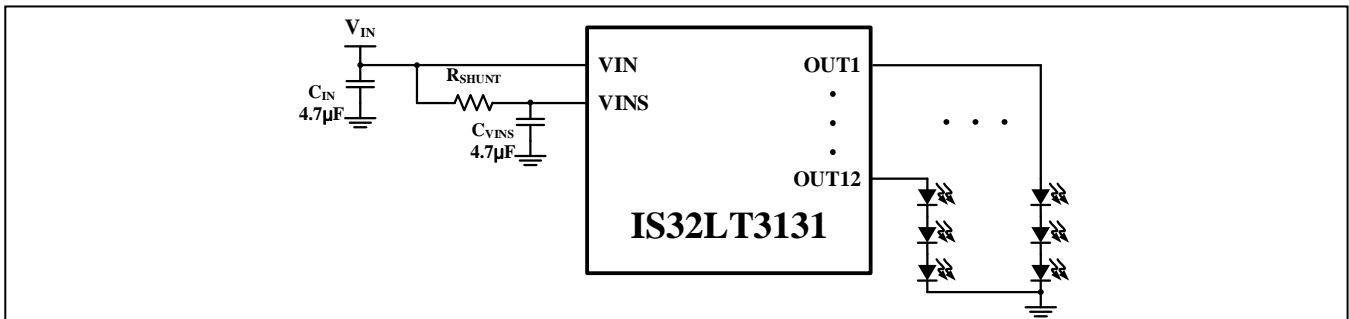 VIN
VIN
OUT1
RSHUNT
CIN
4.7µF
VINS
CVINS
4.7µF
OUT12
IS32LT3131